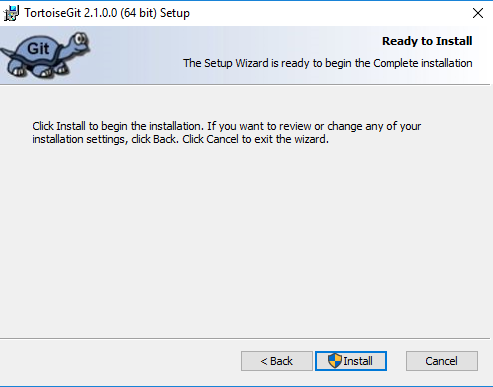 TortoiseGit 2.1.0.0 (64 bit) Setup
Git
Ready to Install
The Setup Wizard is ready to begin the Complete installation
Click Install to begin the installation. If you want to review or change any of your
installation settings, click Back. Click Cancel to exit the wizard.
< Back
Install
Cancel